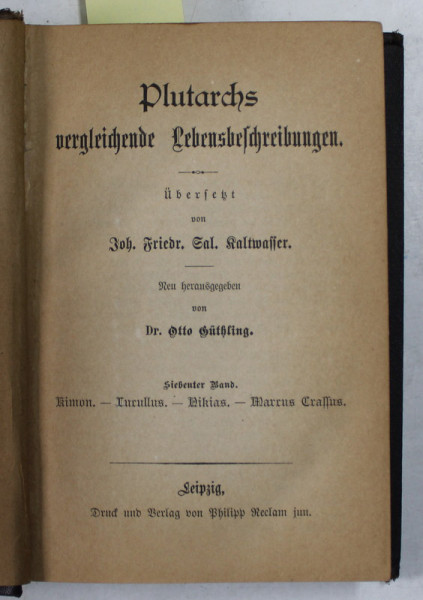 Plutarchs
vergleichende Lebensbeschreibungen.
Übersetzt
von
Joh. Friedr. Sal. Kaltwasser.
Neu herausgegeben
von
Dr. Otto Güthling.
Siebenter Band.
Kimon. — Lucullus. — Nikias. — Marcus Crassus.
Leipzig,
Druck und Verlag von Philipp Reclam jun.